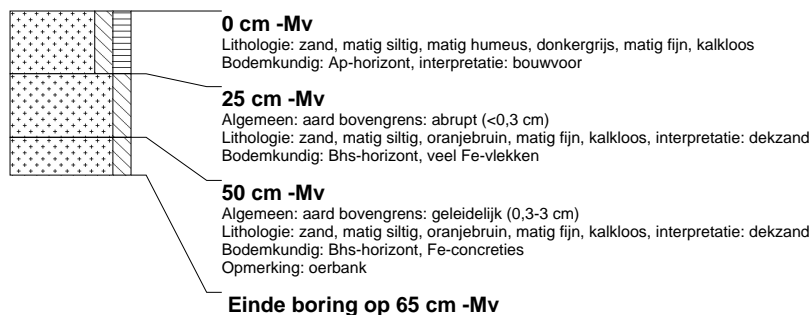 0 cm -Mv
Lithologie: zand, matig siltig, matig humeus, donkergrijs, matig fijn, kalkloos
Bodemkundig: Ap-horizont, interpretatie: bouwvoor
25 cm -Mv
Algemeen: aard bovengrens: abrupt (<0,3 cm)
Lithologie: zand, matig siltig, oranjebruin, matig fijn, kalkloos, interpretatie: dekzand
Bodemkundig: Bhs-horizont, veel Fe-vlekken
50 cm -Mv
Algemeen: aard bovengrens: geleidelijk (0,3-3 cm)
Lithologie: zand, matig siltig, oranjebruin, matig fijn, kalkloos, interpretatie: dekzand
Bodemkundig: Bhs-horizont, Fe-concreties
Opmerking: oerbank
Einde boring op 65 cm -Mv